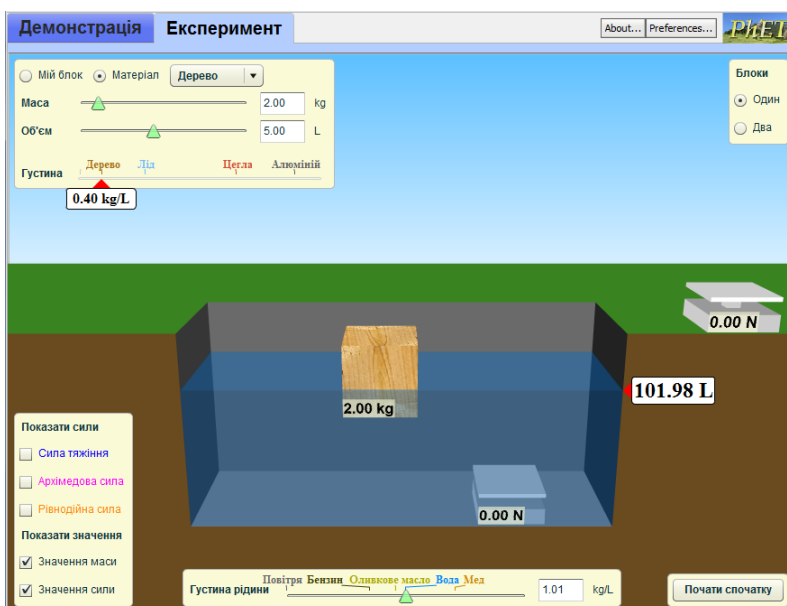 Демонстрація Експеримент About... Preferences... PhET
Мій блок Матеріал Дерево
Маса 2.00 kg
Об'єм 5.00 L
Дерево Лід Цегла Алюміній
Густина
0.40 kg/L
Блоки
Один
Два
0.00 N
101.98 L
2.00 kg
0.00 N
Показати сили
Сила тяжіння
Архімедова сила
Рівнодійна сила
Показати значення
Значення маси
Значення сили
Повітря Бензин Оливкове масло Вода Мед
Густина рідини 1.01 kg/L
Почати спочатку